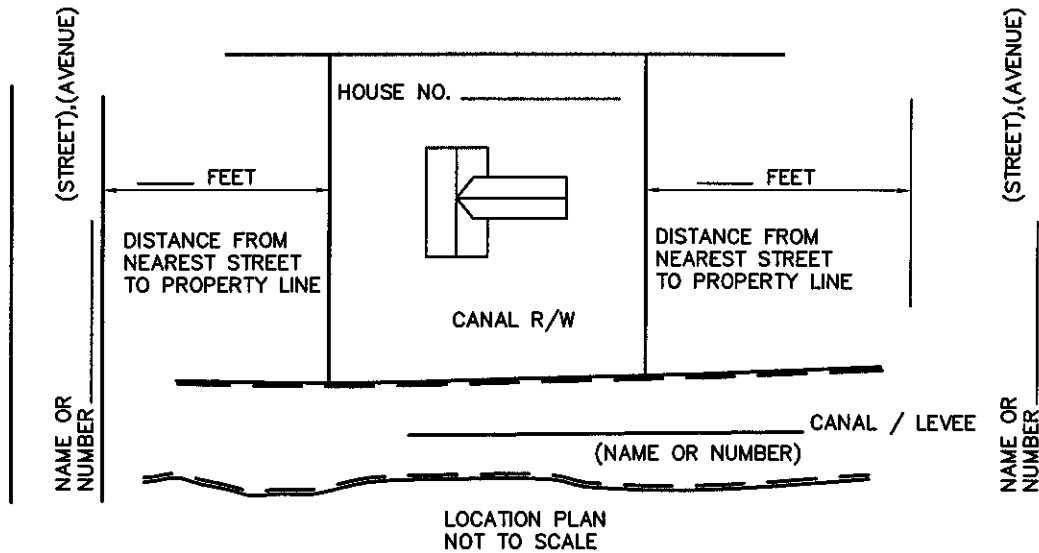 (STREET),(AVENUE)
NAME OR
NUMBER
HOUSE NO.
FEET
DISTANCE FROM
NEAREST STREET
TO PROPERTY LINE
FEET
DISTANCE FROM
NEAREST STREET
TO PROPERTY LINE
CANAL R/W
CANAL / LEVEE
(NAME OR NUMBER)
(STREET),(AVENUE)
NAME OR
NUMBER
LOCATION PLAN
NOT TO SCALE